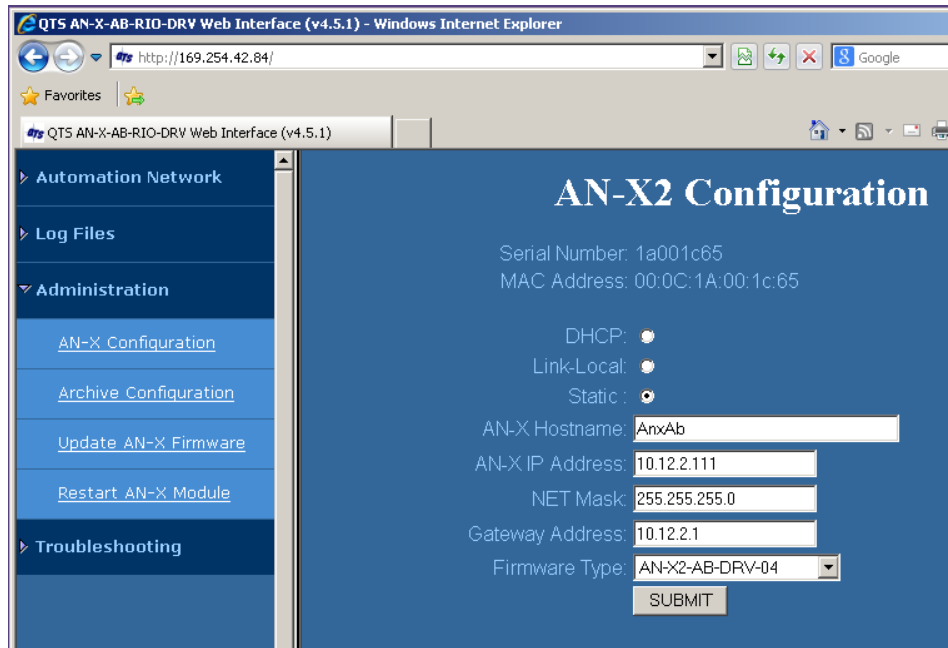 QTS AN-X-AB-RIO-DRV Web Interface (v4.5.1) - Windows Internet Explorer
http://169.254.42.84/
Google
Favorites
QTS AN-X-AB-RIO-DRV Web Interface (v4.5.1)
Automation Network
Log Files
Administration
AN-X Configuration
Archive Configuration
Update AN-X Firmware
Restart AN-X Module
Troubleshooting
AN-X2 Configuration
Serial Number: 1a001c65
MAC Address: 00:0C:1A:00:1c:65
DHCP:
Link-Local:
Static :
AN-X Hostname: AnxAb
AN-X IP Address: 10.12.2.111
NET Mask: 255.255.255.0
Gateway Address: 10.12.2.1
Firmware Type: AN-X2-AB-DRV-04
SUBMIT